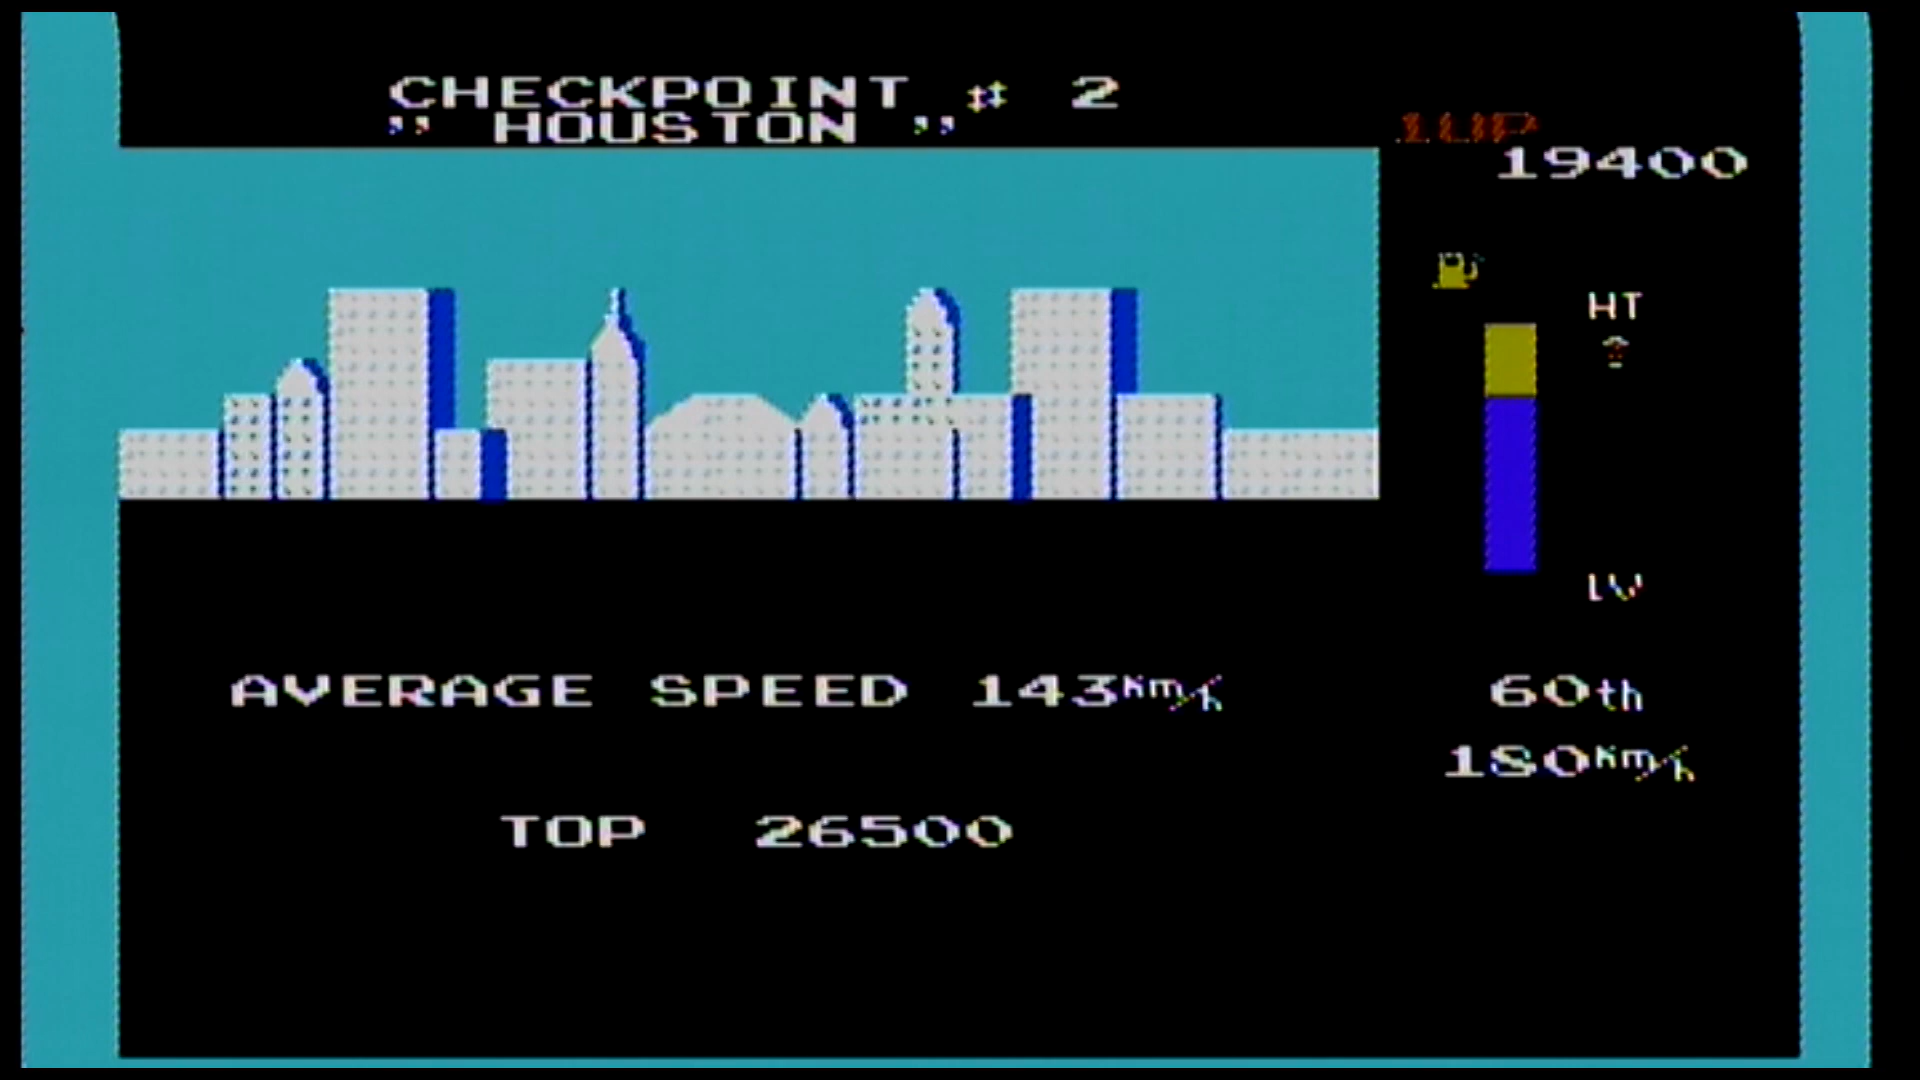 CHECKPOINT # 2
" HOUSTON "
1UP
19400
HT
LV
AVERAGE SPEED 143km/h
60th
180km/h
TOP 26500